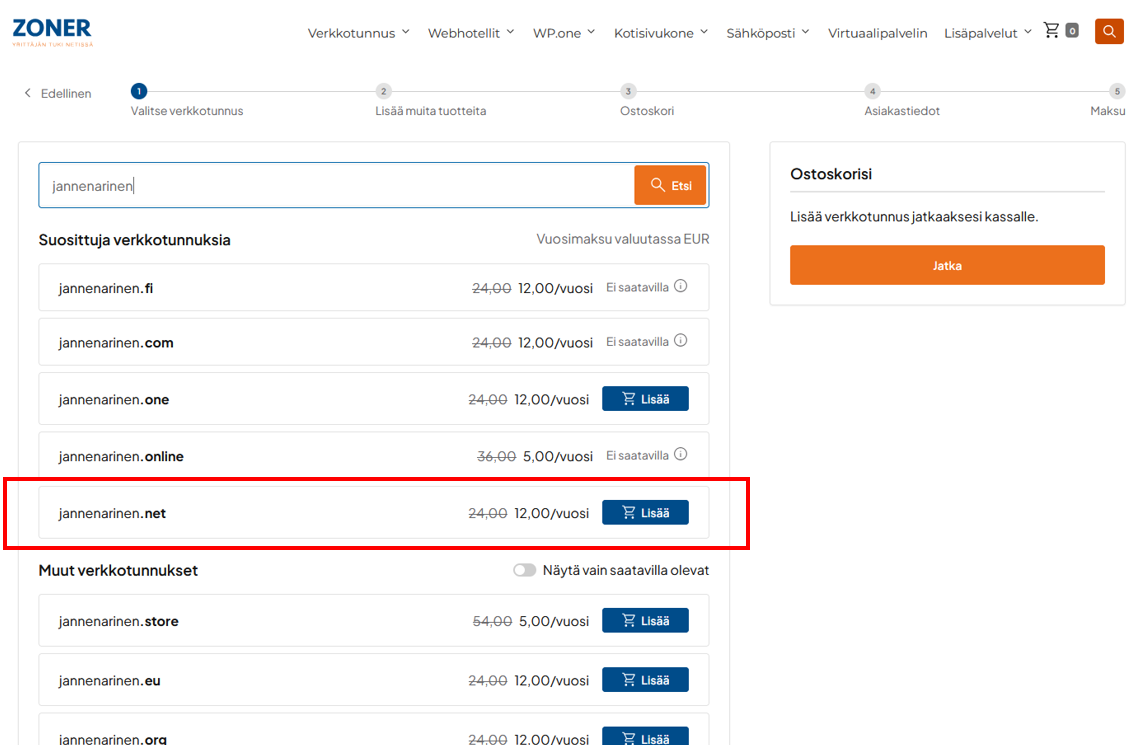 ZONER
YRITTÄJÄN TUKI NETISSÄ
Verkkotunnus Webhotellit WP.one Kotisivukone Sähköposti Virtuaalipalvelin Lisäpalvelut 0
Edellinen 1 2 3 4 5
Valitse verkkotunnus Lisää muita tuotteita Ostoskori Asiakastiedot Maksu
jannenarinen Etsi
Suosittuja verkkotunnuksia Vuosimaksu valuutassa EUR
jannenarinen.fi 24,00 12,00/vuosi Ei saatavilla
jannenarinen.com 24,00 12,00/vuosi Ei saatavilla
jannenarinen.one 24,00 12,00/vuosi Lisää
jannenarinen.online 36,00 5,00/vuosi Ei saatavilla
jannenarinen.net 24,00 12,00/vuosi Lisää
Muut verkkotunnukset Näytä vain saatavilla olevat
jannenarinen.store 54,00 5,00/vuosi Lisää
jannenarinen.eu 24,00 12,00/vuosi Lisää
jannenarinen.org 24,00 12,00/vuosi Lisää
Ostoskorisi
Lisää verkkotunnus jatkaaksesi kassalle.
Jatka